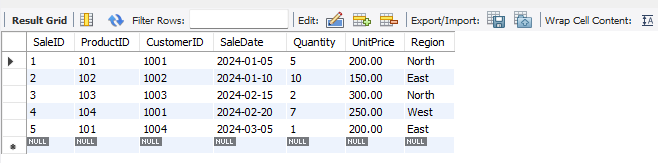 Result Grid Filter Rows: Edit: Export/Import: Wrap Cell Content: IA
SaleID ProductID CustomerID SaleDate Quantity UnitPrice Region
1 101 1001 2024-01-05 5 200.00 North
2 102 1002 2024-01-10 10 150.00 East
3 103 1003 2024-02-15 2 300.00 North
4 104 1001 2024-02-20 7 250.00 West
5 101 1004 2024-03-05 1 200.00 East
NULL NULL NULL NULL NULL NULL NULL